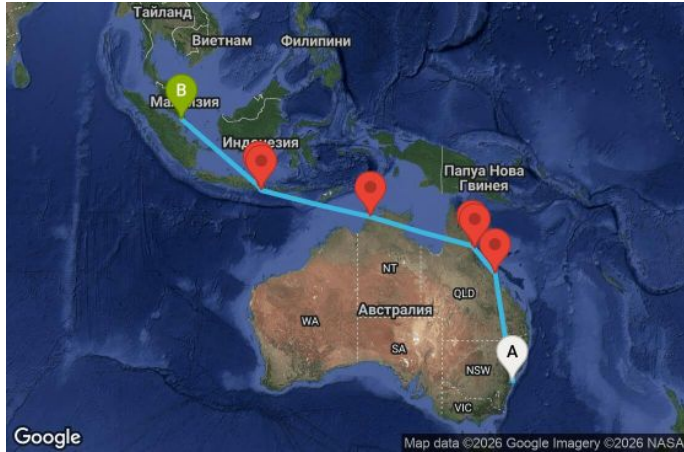 Тайланд
Виетнам
Филипини
B
Малайзия
Индонезия
Папуа Нова
Гвинея
NT
QLD
Австралия
WA
SA
A
NSW
VIC
Google
Map data ©2026 Google Imagery ©2026 NASA